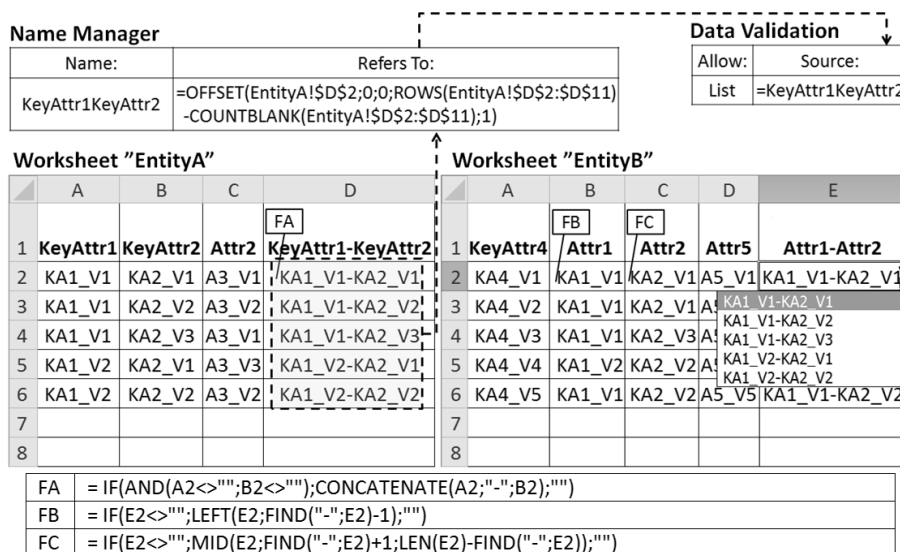 Name Manager
Data Validation
Name: Refers To:
Allow: Source:
KeyAttr1KeyAttr2 =OFFSET(EntityA!$D$2;0;0;ROWS(EntityA!$D$2:$D$11)
-COUNTBLANK(EntityA!$D$2:$D$11);1)
List =KeyAttr1KeyAttr2
Worksheet ”EntityA”
A B C D
FA
1 KeyAttr1 KeyAttr2 Attr2 KeyAttr1-KeyAttr2
2 KA1_V1 KA2_V1 A3_V1 KA1_V1-KA2_V1
3 KA1_V1 KA2_V2 A3_V2 KA1_V1-KA2_V2
4 KA1_V1 KA2_V3 A3_V1 KA1_V1-KA2_V3
5 KA1_V2 KA2_V1 A3_V3 KA1_V2-KA2_V1
6 KA1_V2 KA2_V2 A3_V2 KA1_V2-KA2_V2
7
8
Worksheet ”EntityB”
A B C D E
FB FC
1 KeyAttr4 Attr1 Attr2 Attr5 Attr1-Attr2
2 KA4_V1 KA1_V1 KA2_V1 A5_V1 KA1_V1-KA2_V1
3 KA4_V2 KA1_V1 KA2_V1
4 KA4_V3 KA1_V1 KA2_V3
5 KA4_V4 KA1_V2 KA2_V2
6 KA4_V5 KA1_V1 KA2_V2 A5_V5 KA1_V1-KA2_V2
7
8
KA1_V1-KA2_V1
KA1_V1-KA2_V2
KA1_V1-KA2_V3
KA1_V2-KA2_V1
KA1_V2-KA2_V2
FA = IF(AND(A2<>"";B2<>"");CONCATENATE(A2;"-";B2);"")
FB = IF(E2<>"";LEFT(E2;FIND("-";E2)-1);"")
FC = IF(E2<>"";MID(E2;FIND("-";E2)+1;LEN(E2)-FIND("-";E2));"")